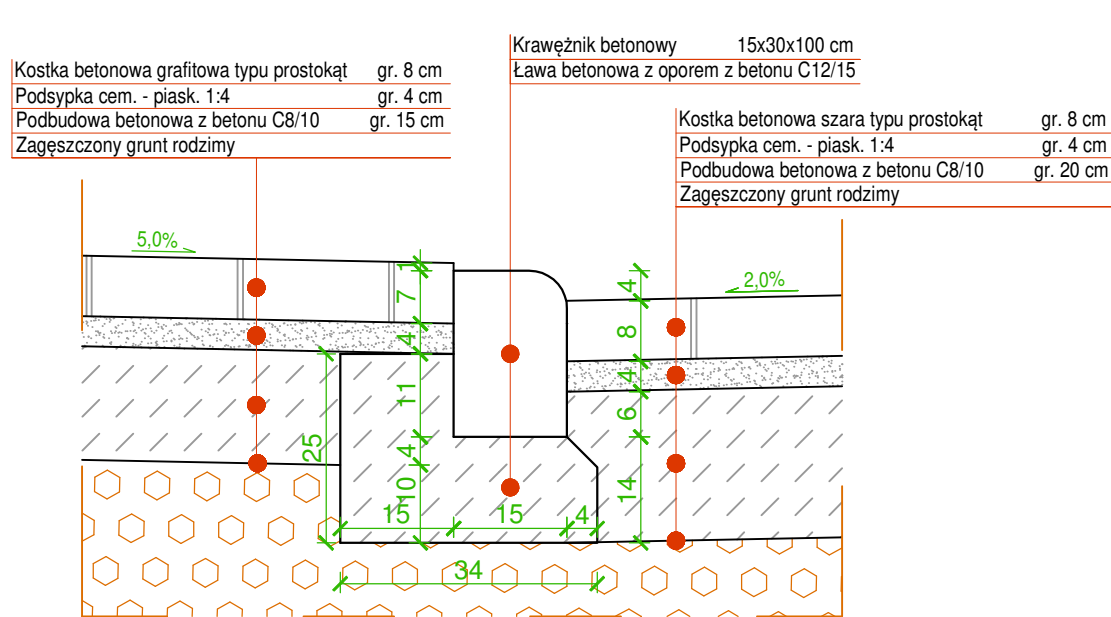 Krawężnik betonowy 15x30x100 cm
Ława betonowa z oporem z betonu C12/15
Kostka betonowa grafitowa typu prostokąt gr. 8 cm
Podsypka cem. - piask. 1:4 gr. 4 cm
Podbudowa betonowa z betonu C8/10 gr. 15 cm
Zagęszczony grunt rodzimy
Kostka betonowa szara typu prostokąt gr. 8 cm
Podsypka cem. - piask. 1:4 gr. 4 cm
Podbudowa betonowa z betonu C8/10 gr. 20 cm
Zagęszczony grunt rodzimy
5,0%
2,0%
1
7
4
11
4
10
25
4
8
4
6
14
15 15 4
34